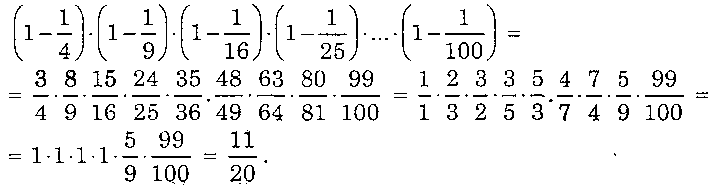 (1-1/4)·(1-1/9)·(1-1/16)·(1-1/25)·...·(1-1/100) =
= 3/4·8/9·15/16·24/25·35/36·48/49·63/64·80/81·99/100 = 1/1·2/3·3/2·3/5·5/3·4/7·7/4·5/9·99/100 =
= 1·1·1·1·5/9·99/100 = 11/20.